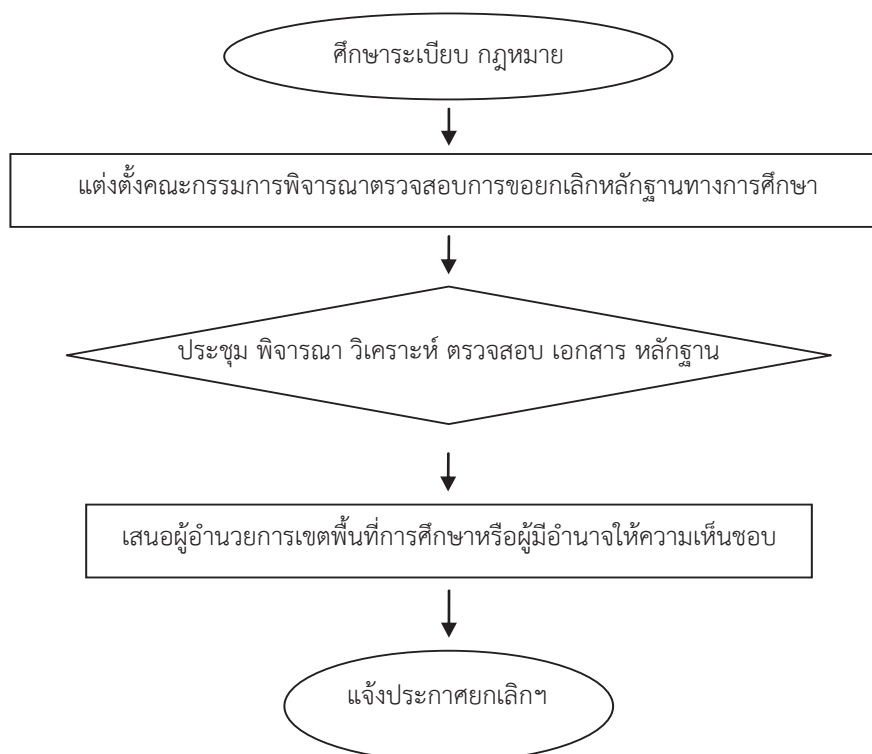 ศึกษาระเบียบ กฎหมาย
แต่งตั้งคณะกรรมการพิจารณาตรวจสอบการขอยกเลิกหลักฐานทางการศึกษา
ประชุม พิจารณา วิเคราะห์ ตรวจสอบ เอกสาร หลักฐาน
เสนอผู้อำนวยการเขตพื้นที่การศึกษาหรือผู้มีอำนาจให้ความเห็นชอบ
แจ้งประกาศยกเลิกฯ